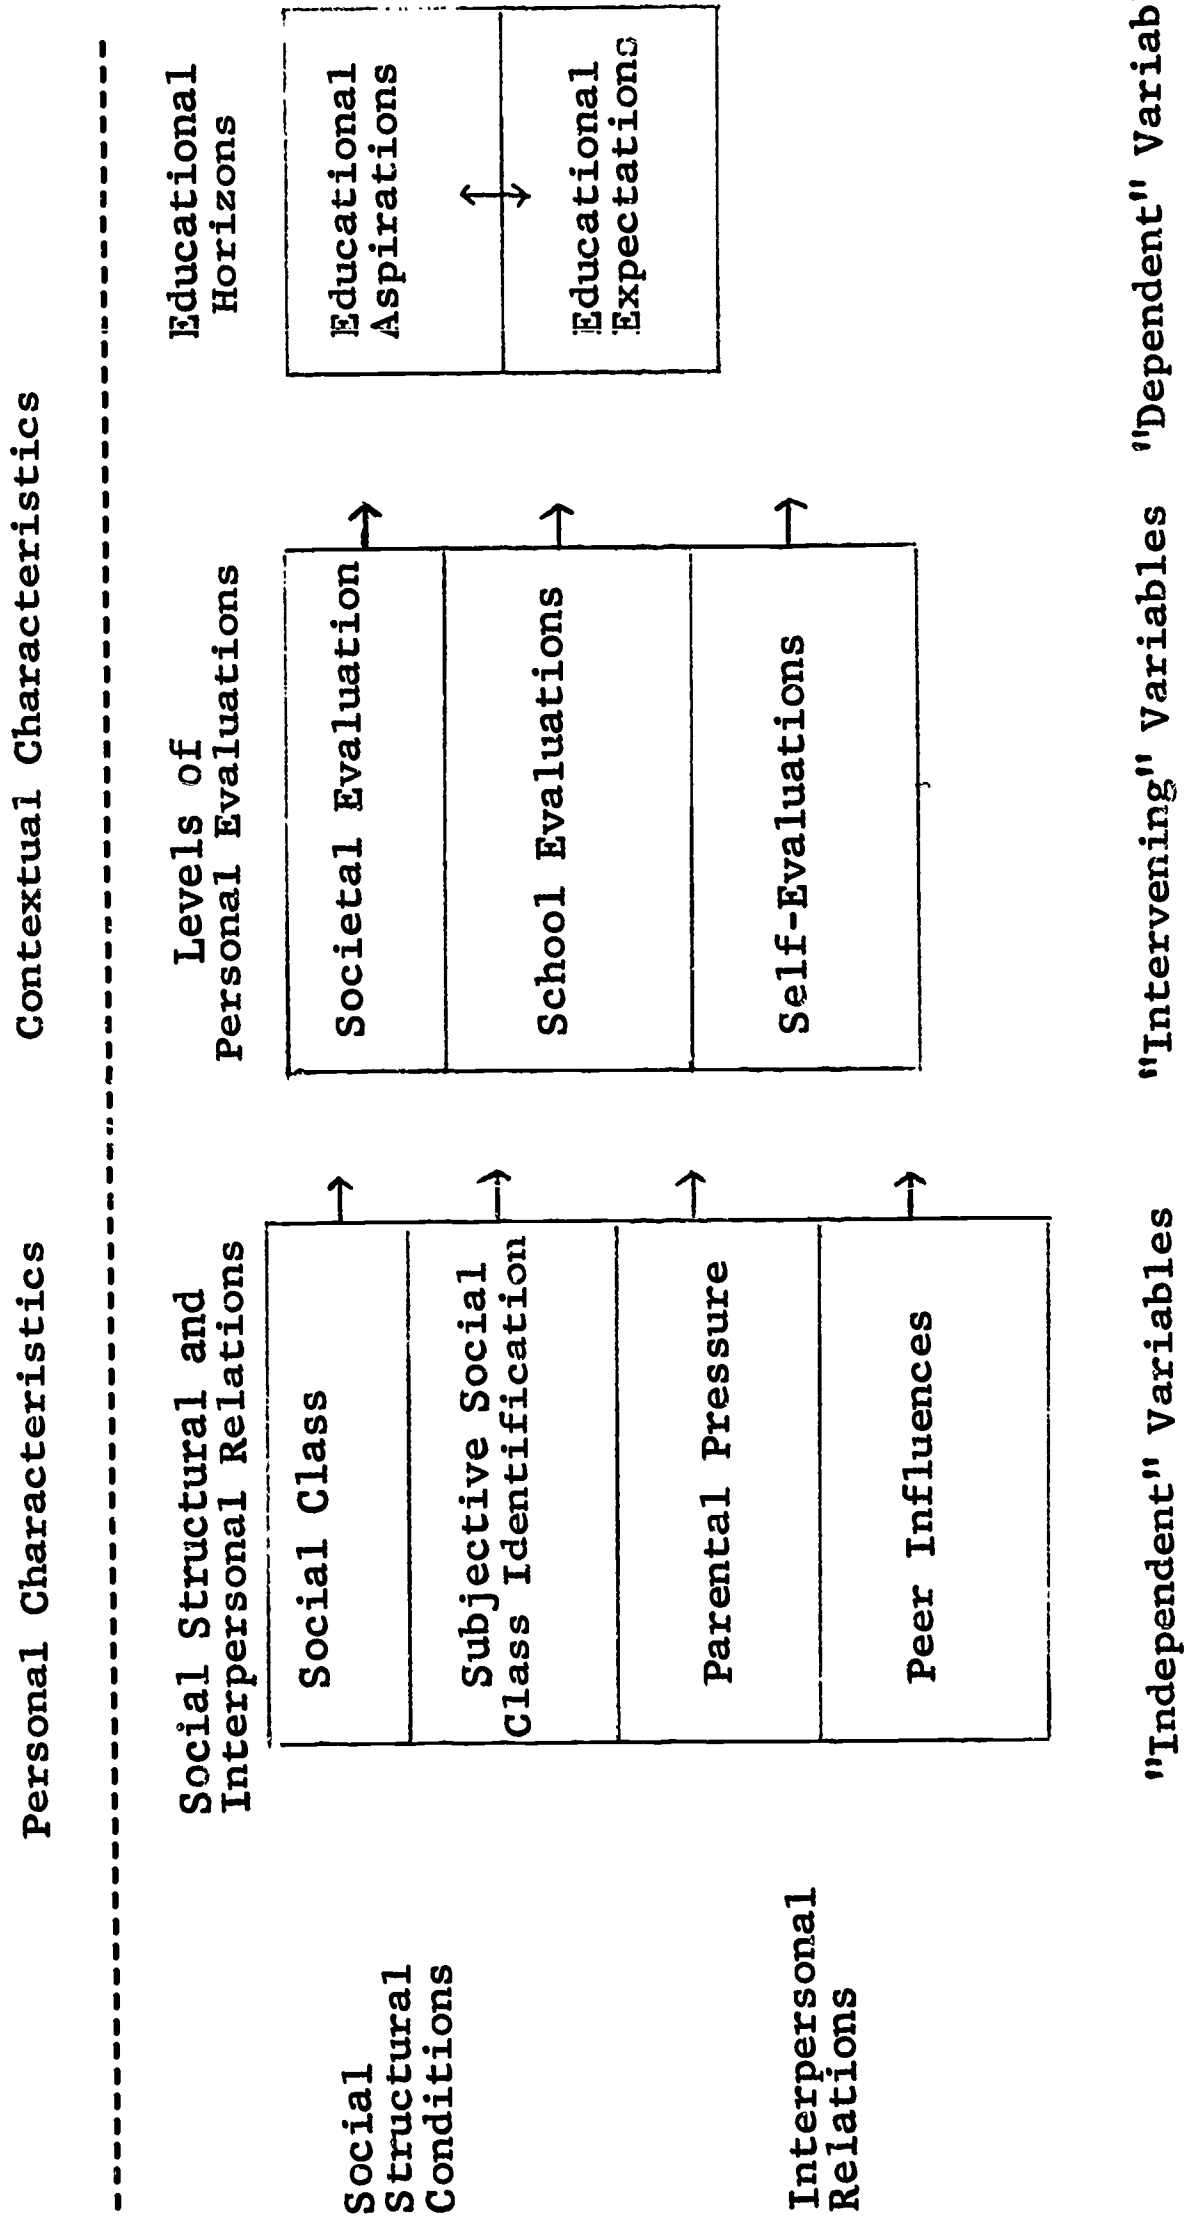 Personal Characteristics
Contextual Characteristics
Social Structural and
Interpersonal Relations
Levels of
Personal Evaluations
Educational
Horizons
Social
Structural
Conditions
Interpersonal
Relations
Social Class
Subjective Social
Class Identification
Parental Pressure
Peer Influences
Societal Evaluation
School Evaluations
Self-Evaluations
Educational
Aspirations
Educational
Expectations
"Independent" Variables
"Intervening" Variables
"Dependent" Variab